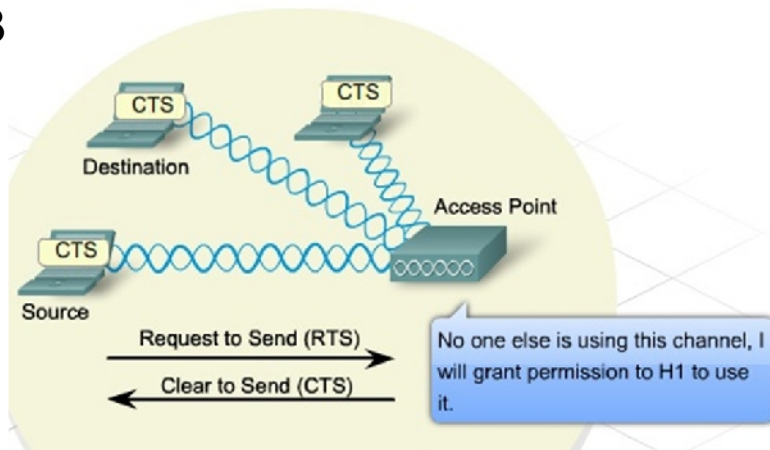 CTS
CTS
Destination
Access Point
CTS
Source
Request to Send (RTS)
Clear to Send (CTS)
No one else is using this channel, I
will grant permission to H1 to use
it.